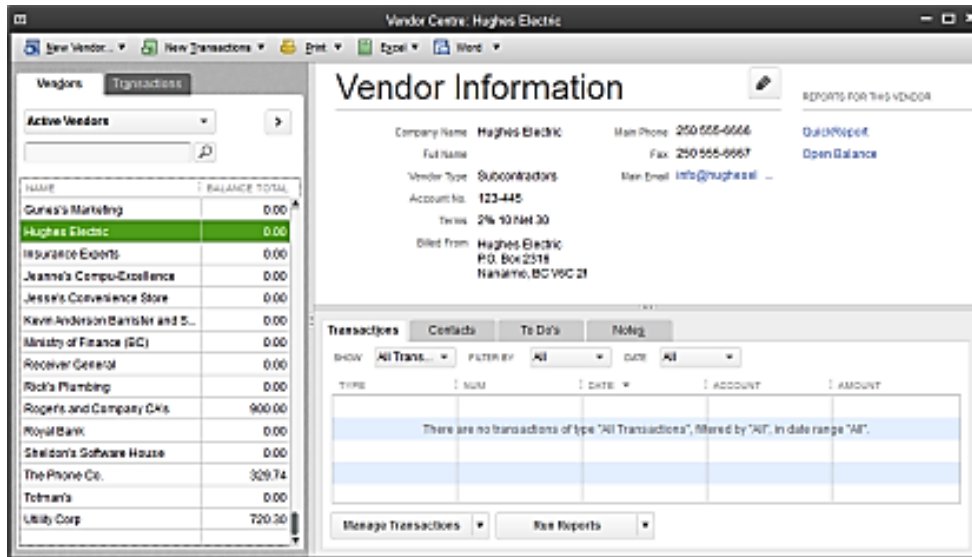 Vendor Centre: Hughes Electric
New Vendor... New Transactions Print Excel Word
Vendors Transactions
Active Vendors
NAME BALANCE TOTAL
Gunes's Marketing 0.00
Hughes Electric 0.00
Insurance Experts 0.00
Jeanne's Compu-Excellence 0.00
Jesse's Convenience Store 0.00
Kevin Anderson Barrister and S... 0.00
Ministry of Finance (BC) 0.00
Receiver General 0.00
Rick's Plumbing 0.00
Roger's and Company CA's 900.00
Royal Bank 0.00
Sheldon's Software House 0.00
The Phone Co. 329.74
Totman's 0.00
Utility Corp 720.30
Vendor Information
Company Name Hughes Electric
Full Name
Vendor Type Subcontractors
Account No. 123-445
Terms 2% 10 Net 30
Billed From Hughes Electric
P.O. Box 2316
Nanaimo, BC V6C
Main Phone 250 555-6666
Fax 250 555-6667
Main Email info@hughesel ...
REPORTS FOR THIS VENDOR
QuickReport
Open Balance
Transactions Contacts To Do's Notes
SHOW All Trans... FILTER BY All DATE All
TYPE NUM DATE ACCOUNT AMOUNT
There are no transactions of type "All Transactions", filtered by "All", in date range "All".
Manage Transactions Run Reports